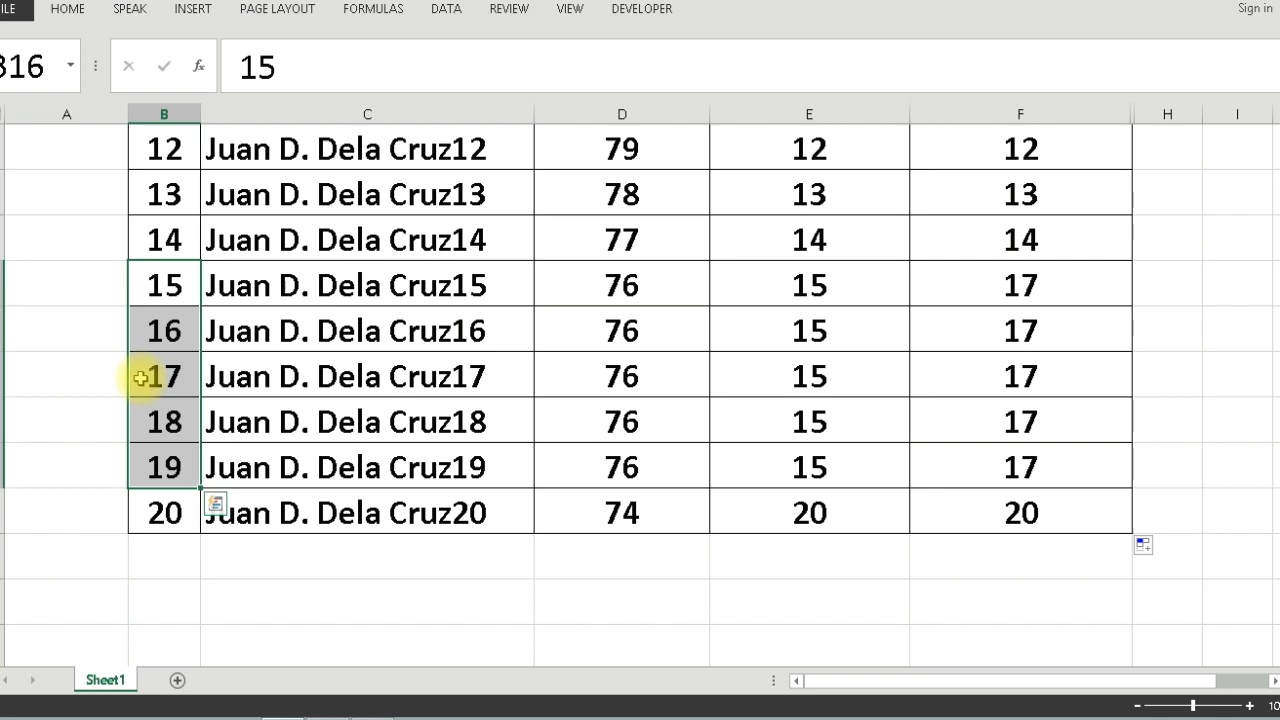 ILE HOME SPEAK INSERT PAGE LAYOUT FORMULAS DATA REVIEW VIEW DEVELOPER Sign in
B16 fx 15
A B C D E F H I
12 Juan D. Dela Cruz12 79 12 12
13 Juan D. Dela Cruz13 78 13 13
14 Juan D. Dela Cruz14 77 14 14
15 Juan D. Dela Cruz15 76 15 17
16 Juan D. Dela Cruz16 76 15 17
17 Juan D. Dela Cruz17 76 15 17
18 Juan D. Dela Cruz18 76 15 17
19 Juan D. Dela Cruz19 76 15 17
20 Juan D. Dela Cruz20 74 20 20
Sheet1
10